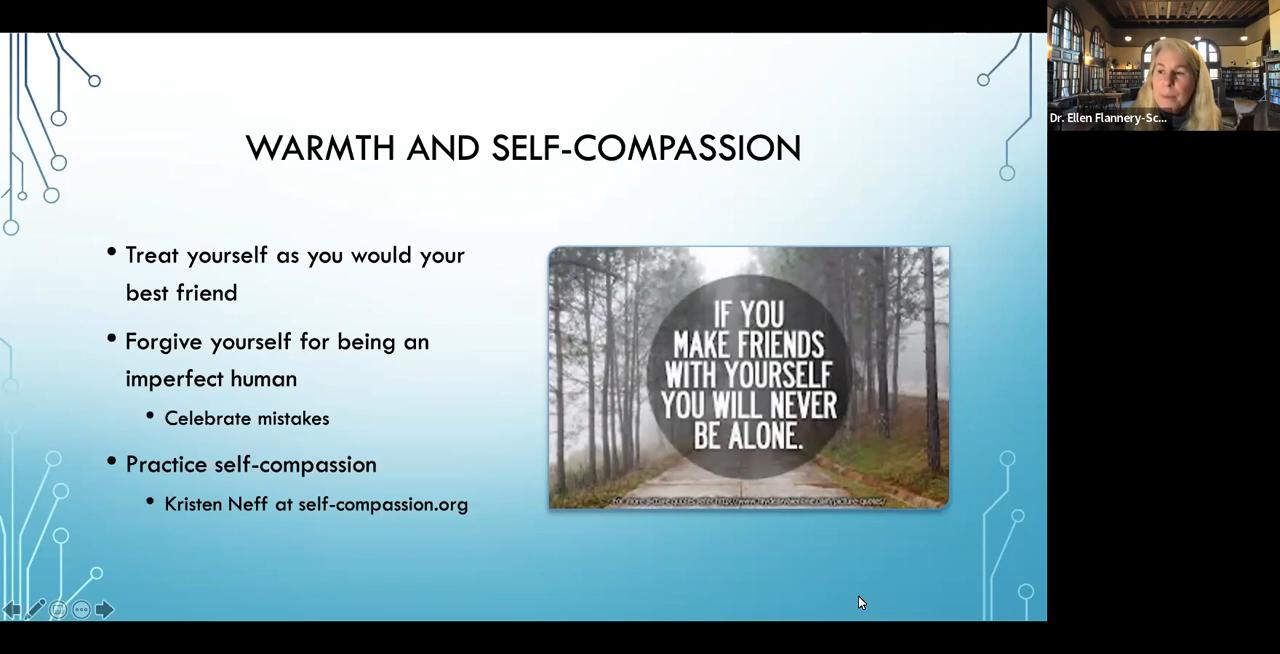 WARMTH AND SELF-COMPASSION
• Treat yourself as you would your
best friend
• Forgive yourself for being an
imperfect human
• Celebrate mistakes
• Practice self-compassion
• Kristen Neff at self-compassion.org
IF YOU
MAKE FRIENDS
WITH YOURSELF
YOU WILL NEVER
BE ALONE.
Dr. Ellen Flannery-Sc...